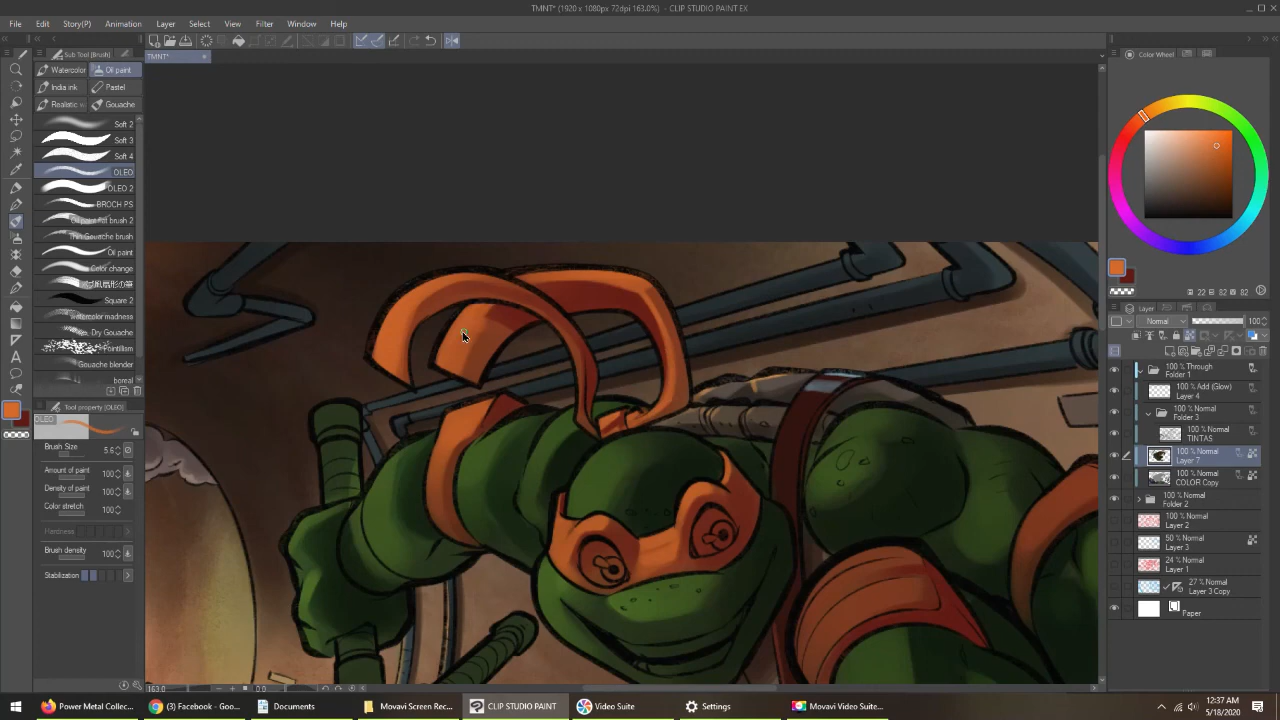 TMNT* (1920 x 1080px 72dpi 163.0%) - CLIP STUDIO PAINT EX
File Edit Story(P) Animation Layer Select View Filter Window Help
Sub Tool [Brush]
TMNT*
Color Wheel
Watercolor Oil paint
India ink Pastel
Realistic Gouache
Soft 2
Soft 3
Soft 4
OLEO
OLEO 2
BROCH PS
Oil paint flat brush 2
Thin Gouache brush
Oil paint
Color change
Square 2
watercolor madness
Dry Gouache
Pointillism
Gouache blender
boreal
Tool property [OLEO]
OLEO
Brush Size 5.6
Amount of paint 100
Density of paint 100
Color stretch 100
Hardness
Brush density 100
Stabilization
22 82 82
Layer
Normal 100
100 % Through
Folder 1
100 % Add (Glow)
Layer 4
100 % Normal
Folder 3
100 % Normal
TINTAS
100 % Normal
Layer 7
100 % Normal
COLOR Copy
100 % Normal
Folder 2
100 % Normal
Layer 2
50 % Normal
Layer 3
24 % Normal
Layer 1
27 % Normal
Layer 3 Copy
Paper
163.0 0.0
Power Metal Collec... (3) Facebook - Goo... Documents Movavi Screen Rec... CLIP STUDIO PAINT Video Suite Settings Movavi Video Suite...
12:37 AM
5/18/2020